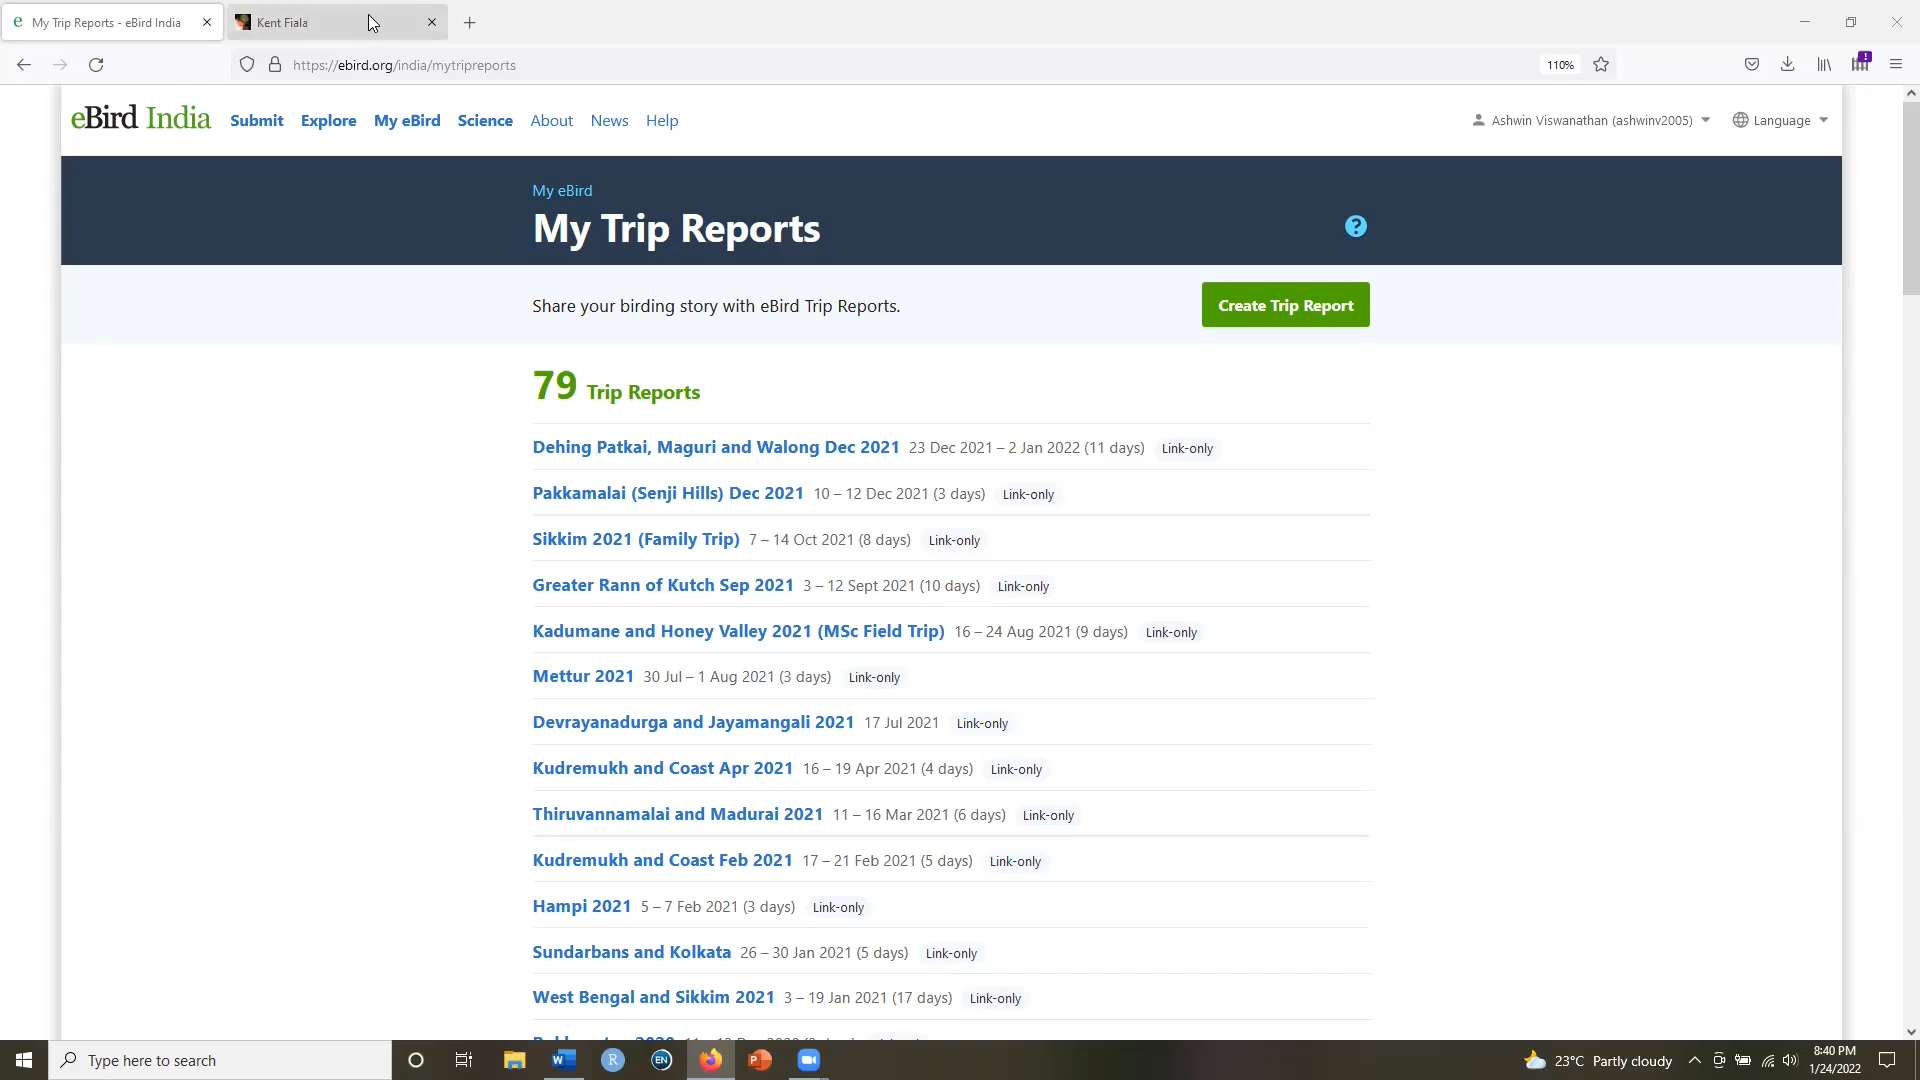 My Trip Reports - eBird India
Kent Fiala
https://ebird.org/india/mytripreports
110%
eBird India Submit Explore My eBird Science About News Help
Ashwin Viswanathan (ashwinv2005) Language
My eBird
My Trip Reports
?
Share your birding story with eBird Trip Reports.
Create Trip Report
79 Trip Reports
Dehing Patkai, Maguri and Walong Dec 2021 23 Dec 2021 – 2 Jan 2022 (11 days) Link-only
Pakkamalai (Senji Hills) Dec 2021 10 – 12 Dec 2021 (3 days) Link-only
Sikkim 2021 (Family Trip) 7 – 14 Oct 2021 (8 days) Link-only
Greater Rann of Kutch Sep 2021 3 – 12 Sept 2021 (10 days) Link-only
Kadumane and Honey Valley 2021 (MSc Field Trip) 16 – 24 Aug 2021 (9 days) Link-only
Mettur 2021 30 Jul – 1 Aug 2021 (3 days) Link-only
Devrayanadurga and Jayamangali 2021 17 Jul 2021 Link-only
Kudremukh and Coast Apr 2021 16 – 19 Apr 2021 (4 days) Link-only
Thiruvannamalai and Madurai 2021 11 – 16 Mar 2021 (6 days) Link-only
Kudremukh and Coast Feb 2021 17 – 21 Feb 2021 (5 days) Link-only
Hampi 2021 5 – 7 Feb 2021 (3 days) Link-only
Sundarbans and Kolkata 26 – 30 Jan 2021 (5 days) Link-only
West Bengal and Sikkim 2021 3 – 19 Jan 2021 (17 days) Link-only
Type here to search
EN
23°C Partly cloudy
8:40 PM
1/24/2022